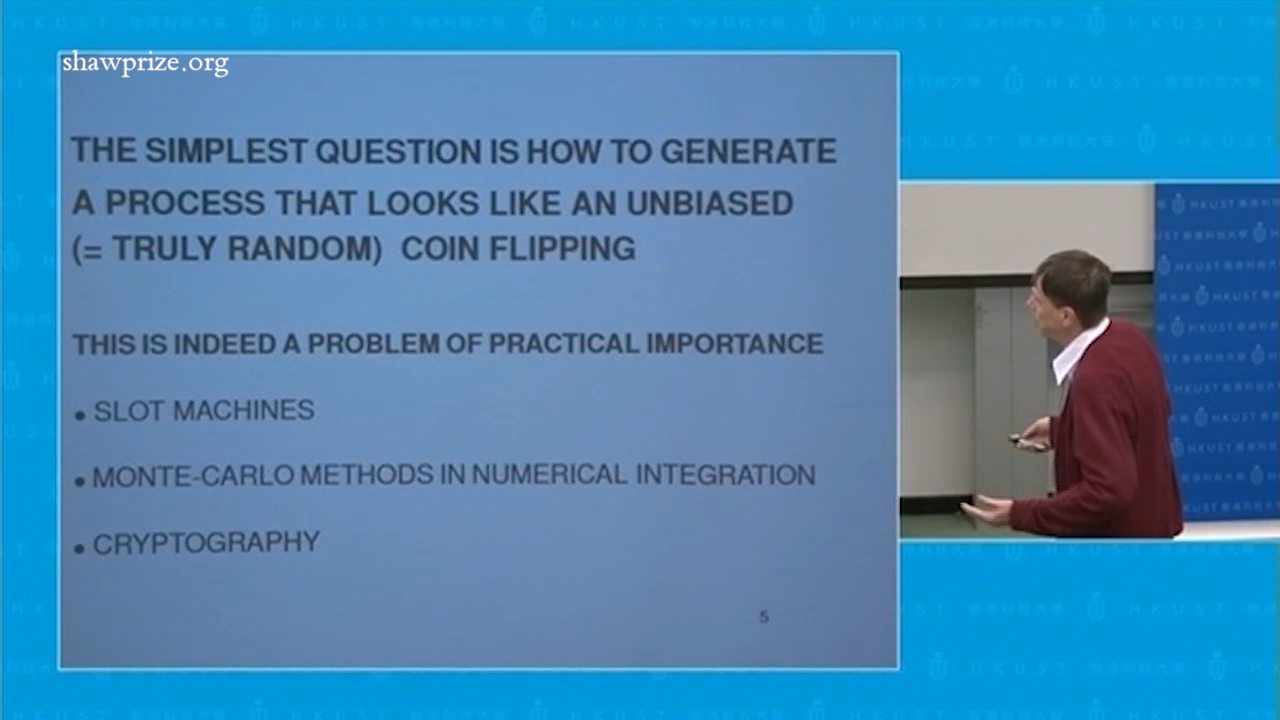 shawprize.org
THE SIMPLEST QUESTION IS HOW TO GENERATE
A PROCESS THAT LOOKS LIKE AN UNBIASED
(= TRULY RANDOM) COIN FLIPPING
THIS IS INDEED A PROBLEM OF PRACTICAL IMPORTANCE
• SLOT MACHINES
• MONTE-CARLO METHODS IN NUMERICAL INTEGRATION
• CRYPTOGRAPHY
5
HKUST